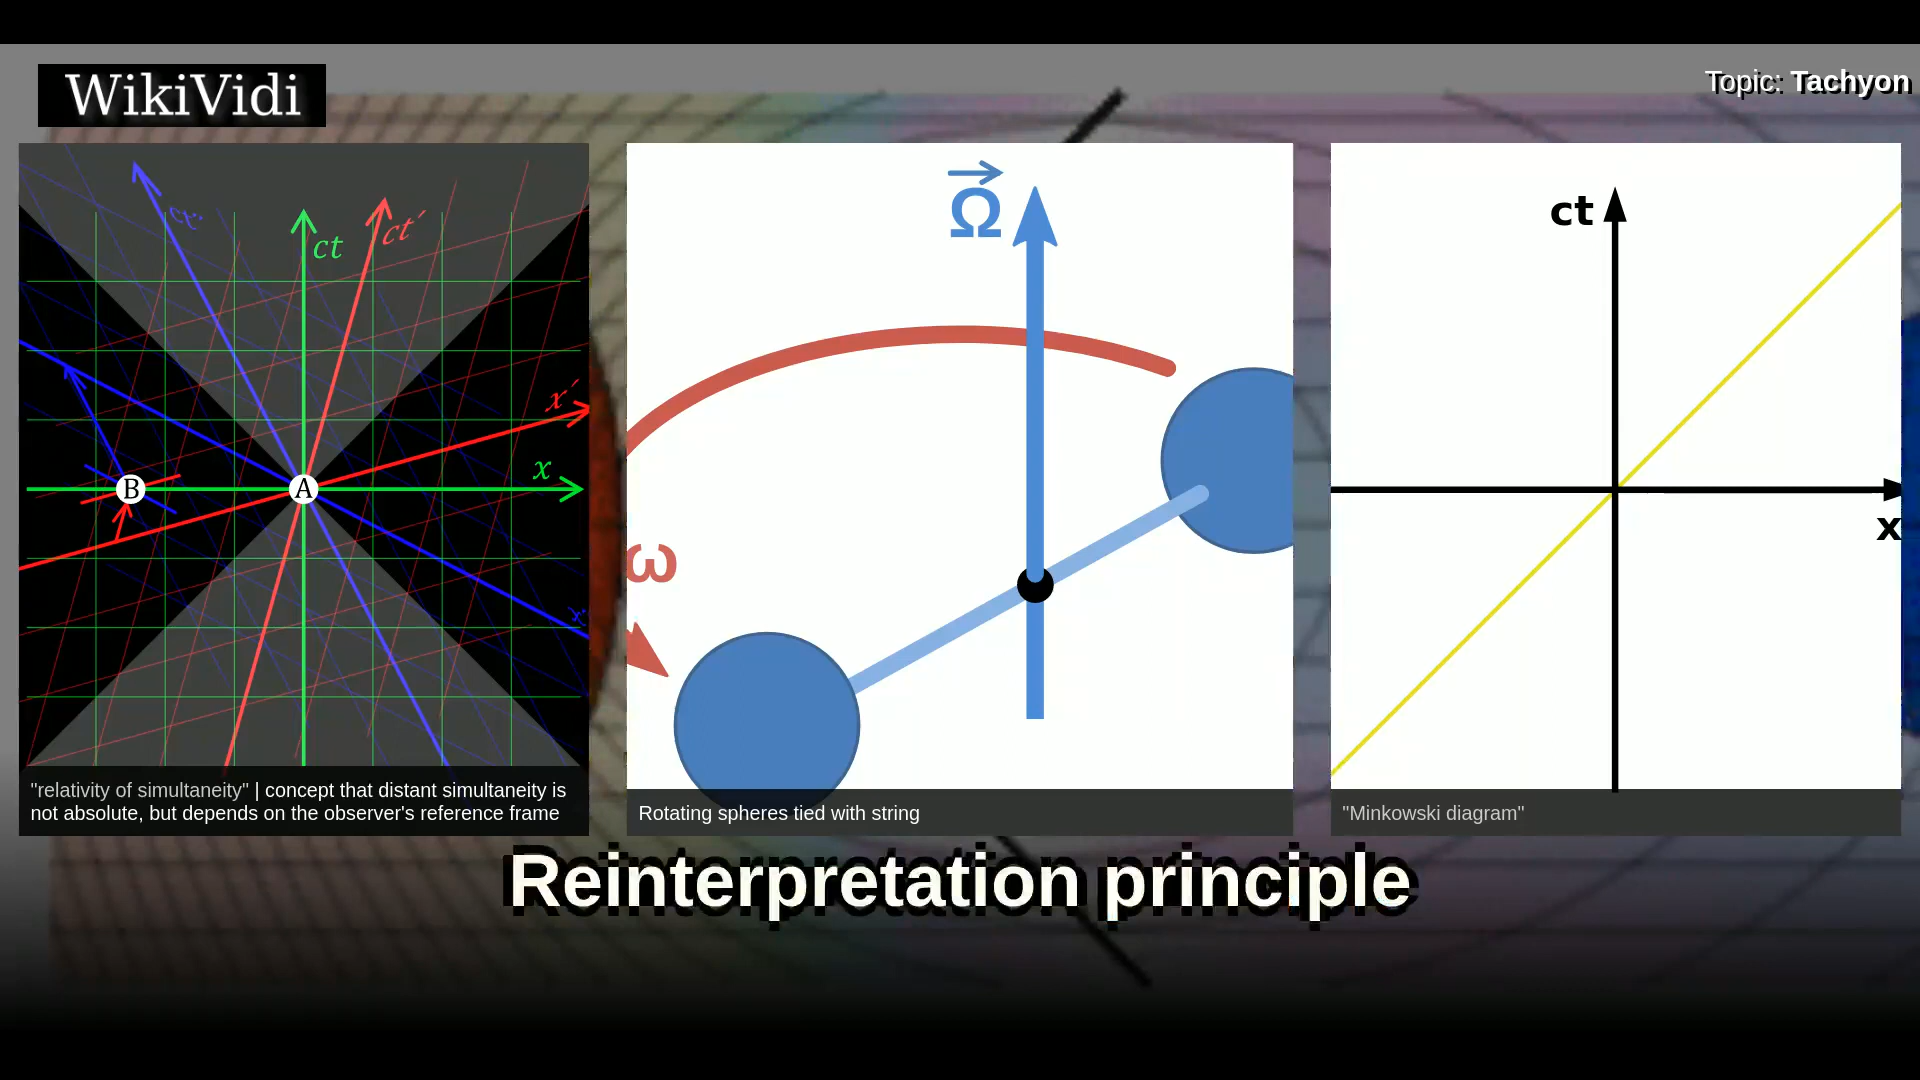 WikiVidi
Topic: Tachyon
ct'
ct
ct′
x′
x
B
A
x'
"relativity of simultaneity" | concept that distant simultaneity is
not absolute, but depends on the observer's reference frame
Ω
ω
Rotating spheres tied with string
ct
x
"Minkowski diagram"
Reinterpretation principle